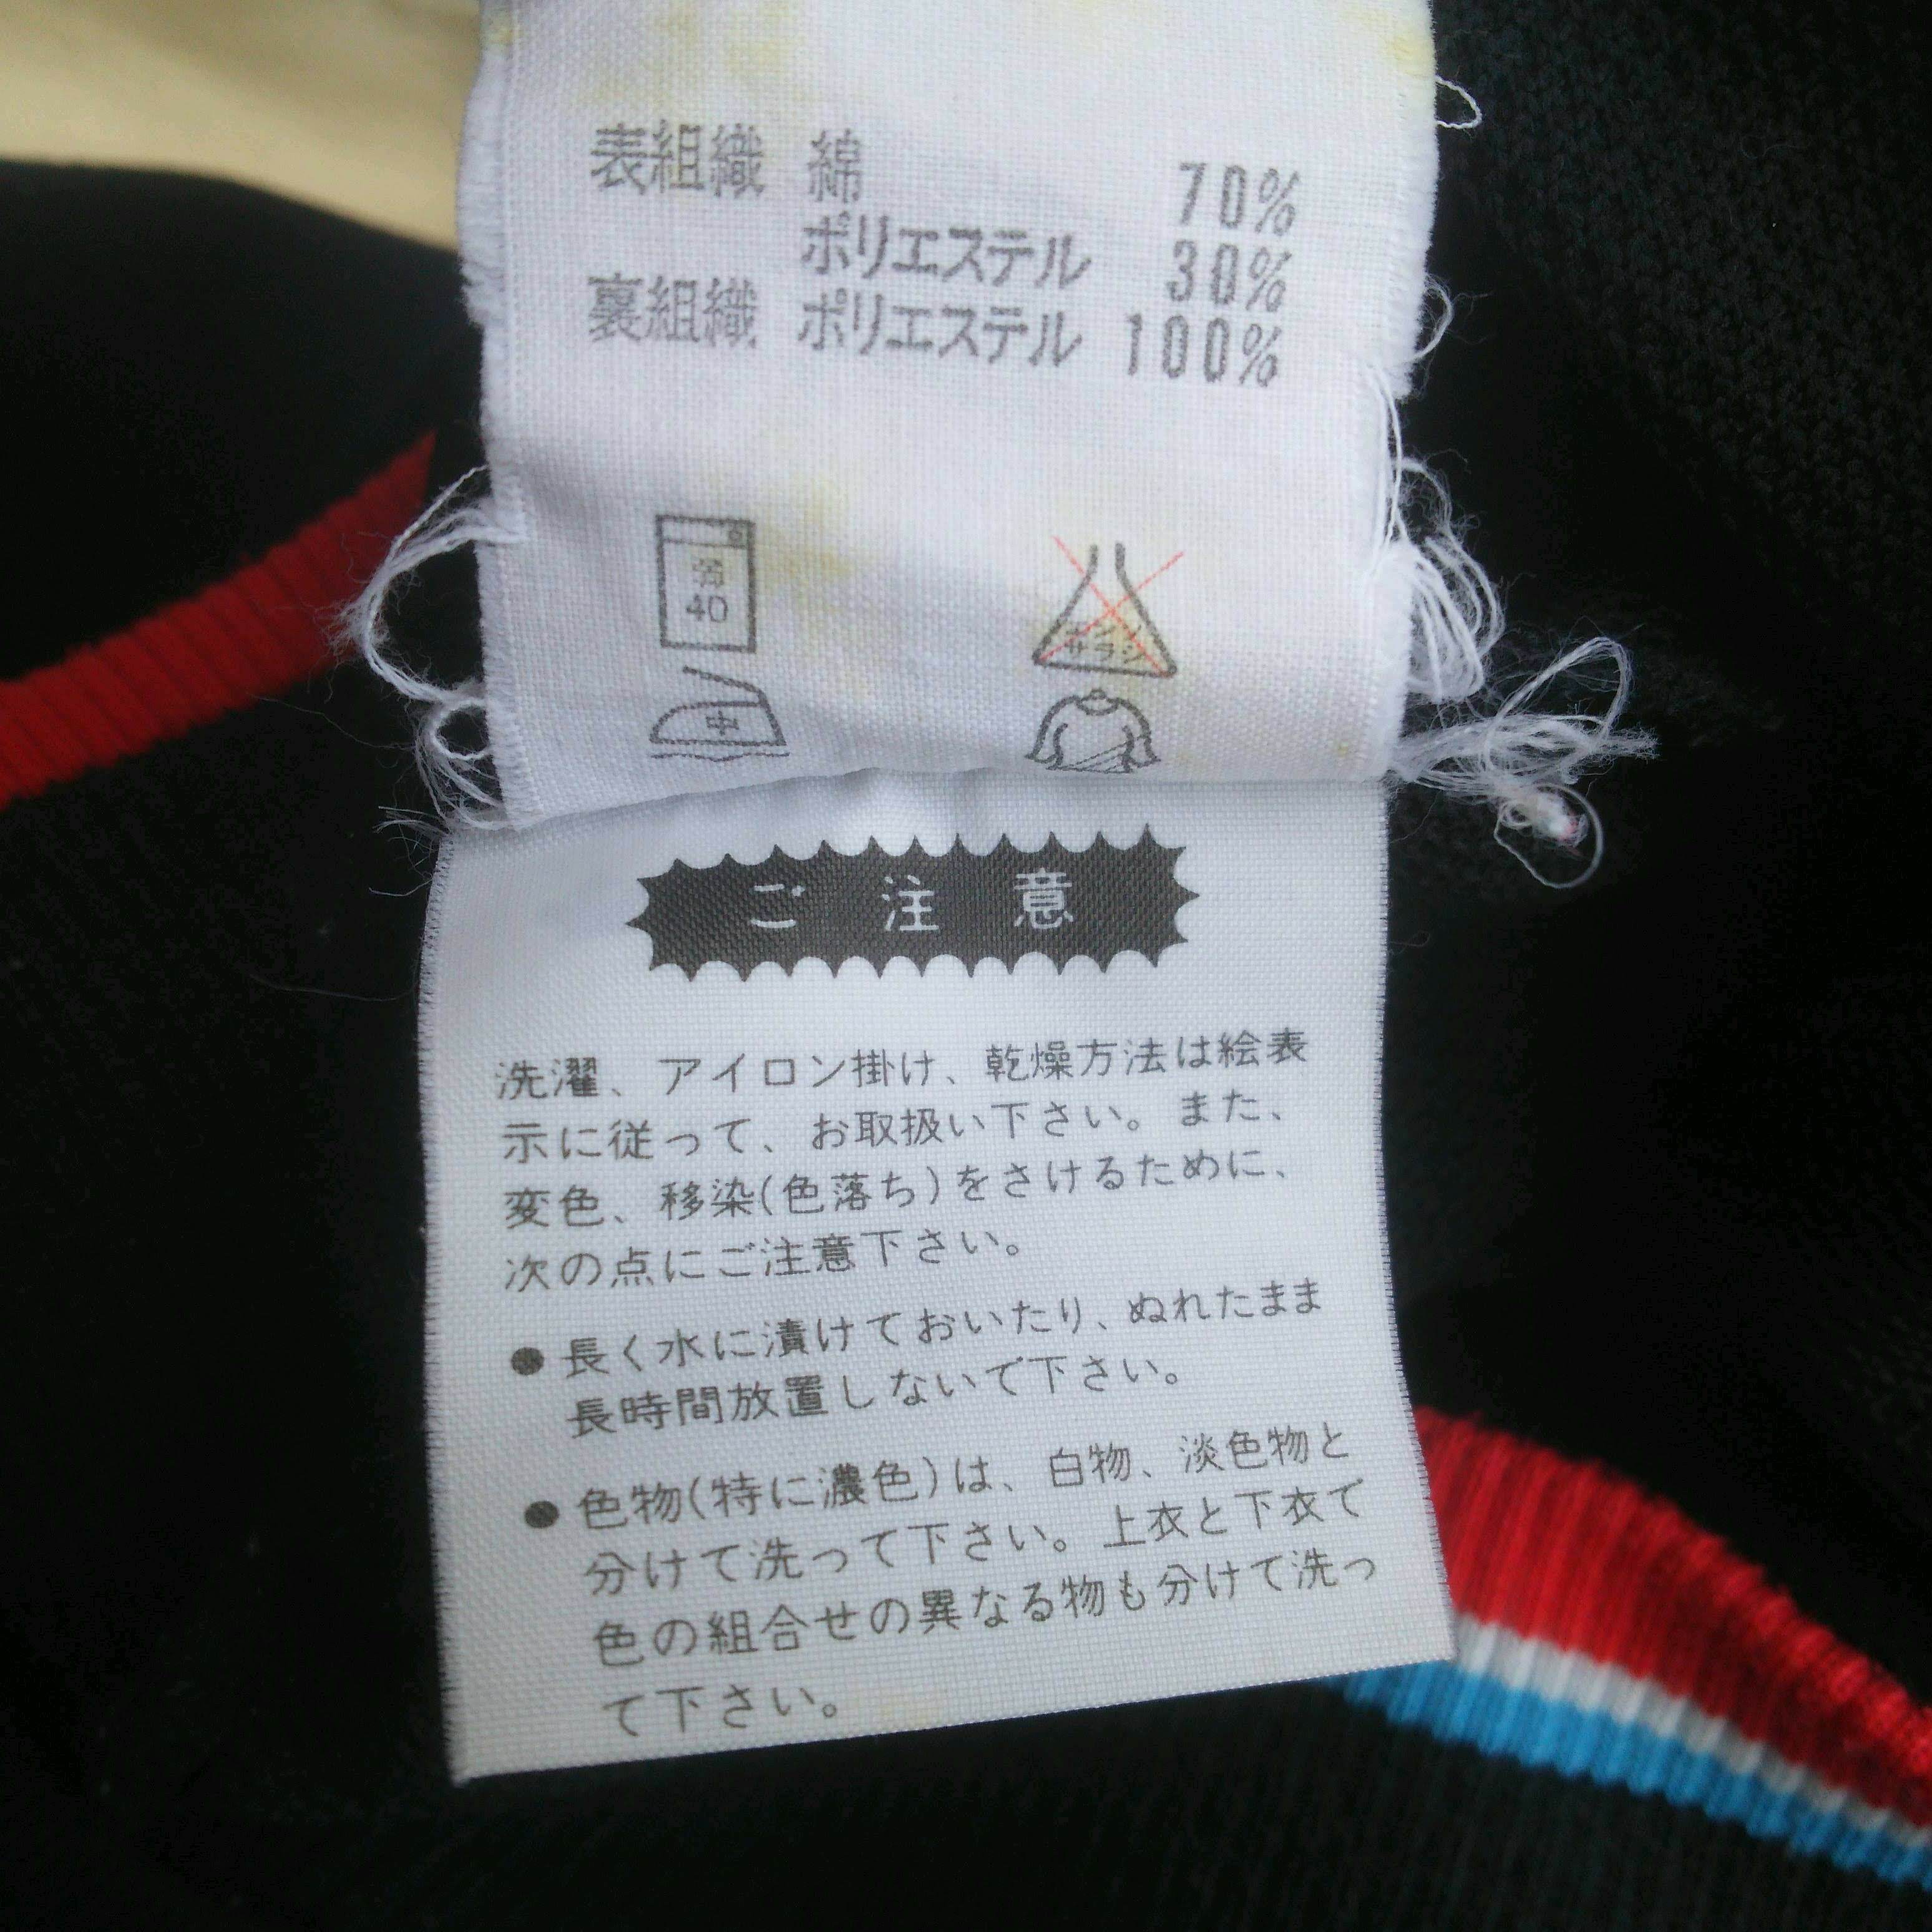 表組織 綿 70%
ポリエステル 30%
裏組織 ポリエステル 100%
弱
40
エンソ
サラシ
中
ご注意
洗濯、アイロン掛け、乾燥方法は絵表
示に従って、お取扱い下さい。また、
変色、移染(色落ち)をさけるために、
次の点にご注意下さい。
●長く水に漬けておいたり、ぬれたまま
長時間放置しないで下さい。
●色物(特に濃色)は、白物、淡色物と
分けて洗って下さい。上衣と下衣で
色の組合せの異なる物も分けて洗っ
て下さい。